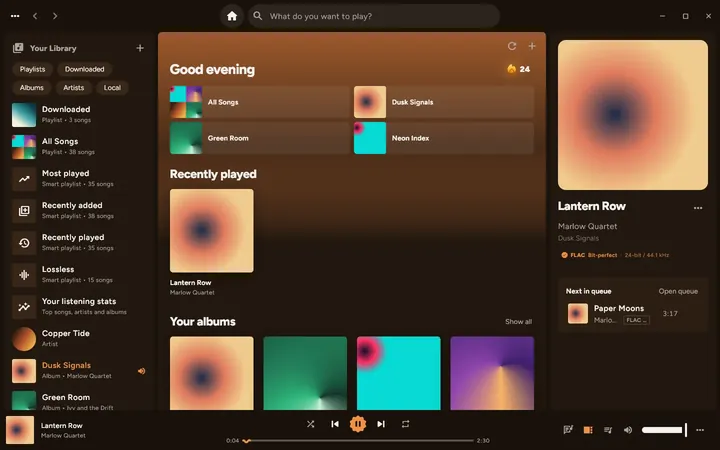 What do you want to play?
Your Library
Playlists
Downloaded
Albums
Artists
Local
Downloaded
Playlist • 3 songs
All Songs
Playlist • 38 songs
Most played
Smart playlist • 35 songs
Recently added
Smart playlist • 38 songs
Recently played
Smart playlist • 35 songs
Lossless
Smart playlist • 15 songs
Your listening stats
Top songs, artists and albums
Copper Tide
Artist
Dusk Signals
Album • Marlow Quartet
Green Room
Album • Ivy and the Drift
Good evening
24
All Songs
Dusk Signals
Green Room
Neon Index
Recently played
Lantern Row
Marlow Quartet
Your albums
Show all
Lantern Row
Marlow Quartet
Dusk Signals
FLAC Bit-perfect · 24-bit / 44.1 kHz
Next in queue
Open queue
Paper Moons
Marlo... FLAC ...
3:17
Lantern Row
Marlow Quartet
0:04
2:30